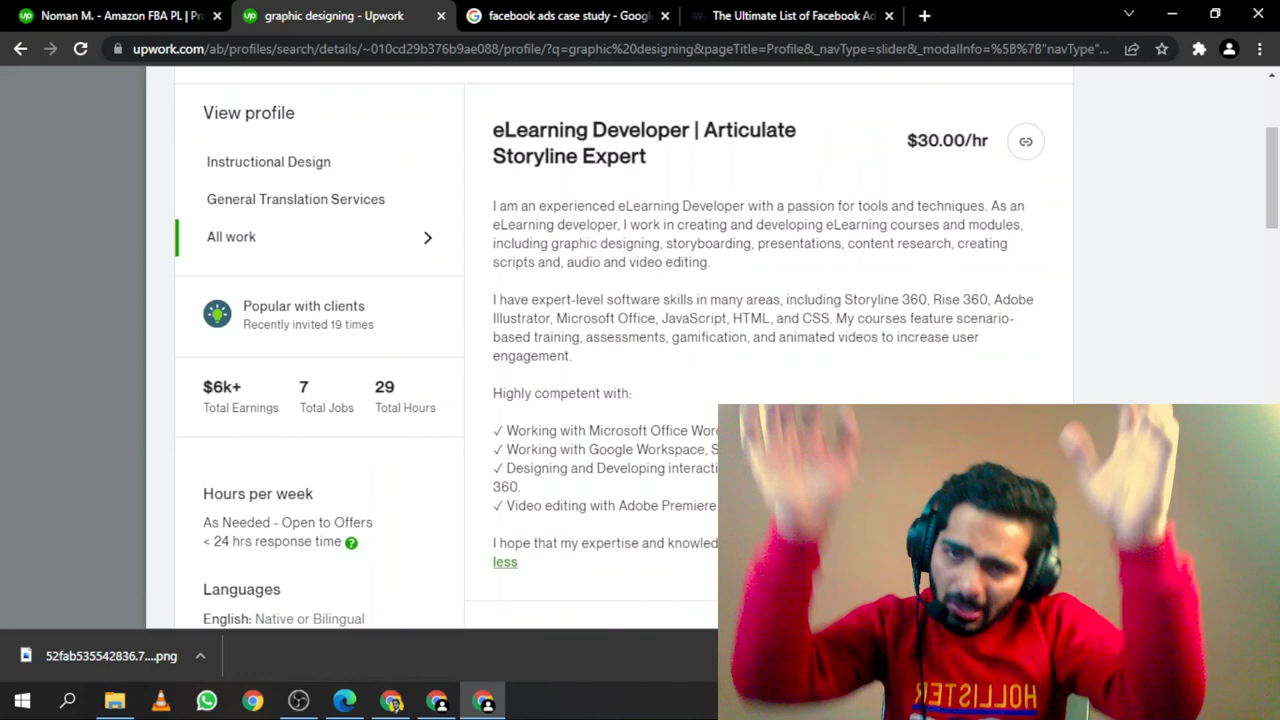 Noman M. - Amazon FBA PL | Pro
graphic designing - Upwork
facebook ads case study - Goog
The Ultimate List of Facebook Ad
upwork.com/ab/profiles/search/details/~010cd29b376b9ae088/profile/?q=graphic%20designing&pageTitle=Profile&_navType=slider&_modalInfo=%5B%7B"navType"...
View profile
Instructional Design
General Translation Services
All work
Popular with clients
Recently invited 19 times
$6k+
7
29
Total Earnings
Total Jobs
Total Hours
Hours per week
As Needed - Open to Offers
< 24 hrs response time
Languages
English: Native or Bilingual
eLearning Developer | Articulate
Storyline Expert
$30.00/hr
I am an experienced eLearning Developer with a passion for tools and techniques. As an
eLearning developer, I work in creating and developing eLearning courses and modules,
including graphic designing, storyboarding, presentations, content research, creating
scripts and, audio and video editing.
I have expert-level software skills in many areas, including Storyline 360, Rise 360, Adobe
Illustrator, Microsoft Office, JavaScript, HTML, and CSS. My courses feature scenario-
based training, assessments, gamification, and animated videos to increase user
engagement.
Highly competent with:
✓ Working with Microsoft Office Wor
✓ Working with Google Workspace, S
✓ Designing and Developing interacti
360.
✓ Video editing with Adobe Premiere
I hope that my expertise and knowled
less
52fab535542836.7....png
HOLLISTER